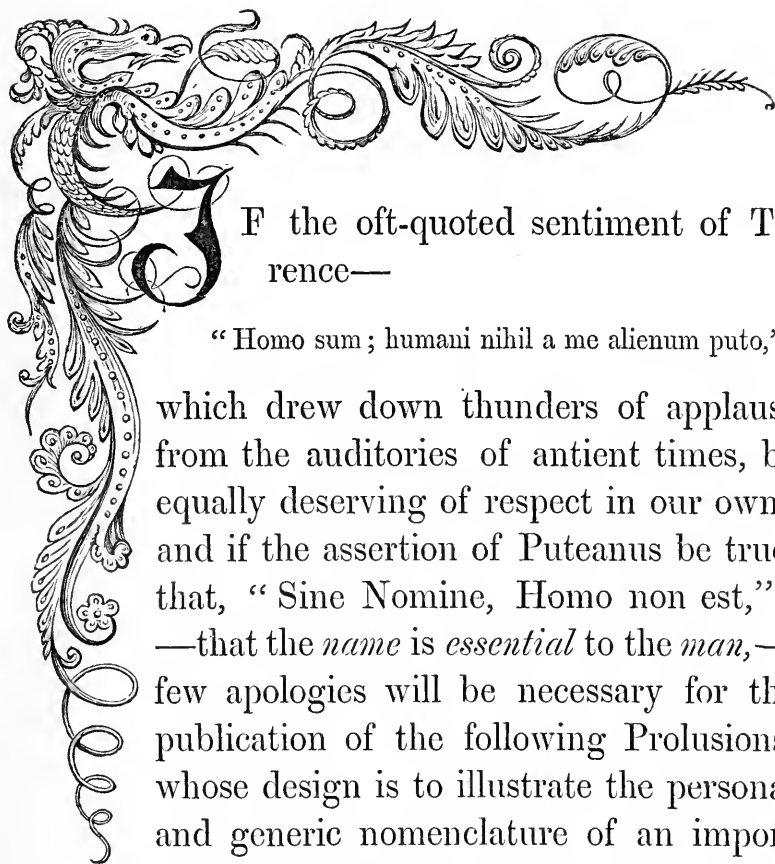 IF the oft-quoted sentiment of T
rence—
“ Homo sum ; humani nihil a me alienum puto,”
which drew down thunders of applaus
from the auditories of antient times, b
equally deserving of respect in our own
and if the assertion of Puteanus be true
that, “ Sine Nomine, Homo non est,”
—that the name is essential to the man,—
few apologies will be necessary for th
publication of the following Prolusions
whose design is to illustrate the persona
and generic nomenclature of an impor